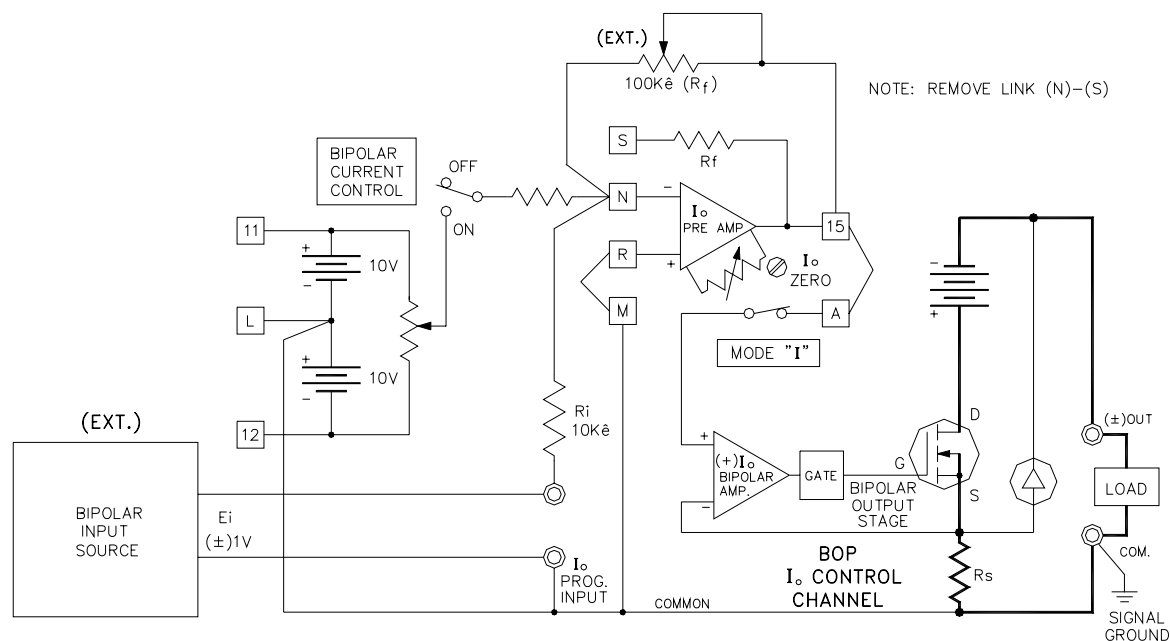 (EXT.)
100Kê (Rf)
NOTE: REMOVE LINK (N)-(S)
S
Rf
BIPOLAR
CURRENT
CONTROL
OFF
ON
N
-
Io
PRE AMP
15
R
+
Io
ZERO
M
A
MODE "I"
11
+
10V
-
L
+
10V
-
12
-
+
Ri
10Kê
(EXT.)
BIPOLAR
INPUT
SOURCE
Ei
(±)1V
Io
PROG.
INPUT
+
(+)Io
BIPOLAR
AMP.
-
GATE
G
D
S
BIPOLAR
OUTPUT
STAGE
(±)OUT
LOAD
COM.
BOP
Io CONTROL
CHANNEL
Rs
COMMON
SIGNAL
GROUND